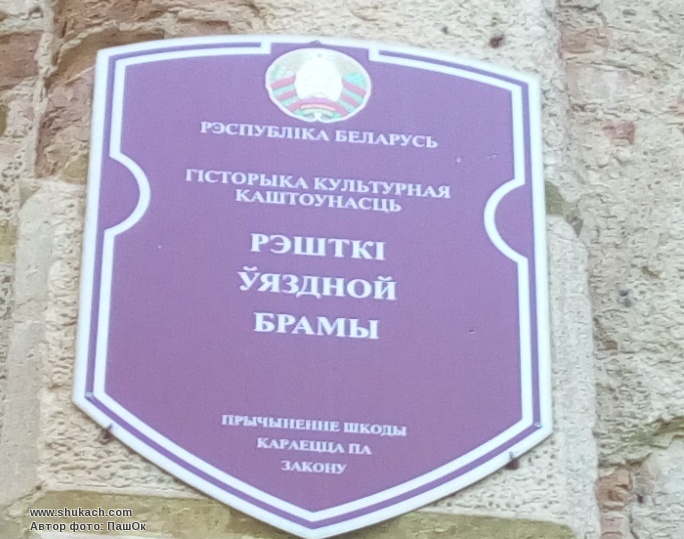 РЭСПУБЛІКА БЕЛАРУСЬ
ГІСТОРЫКА КУЛЬТУРНАЯ
КАШТОУНАСЦЬ
РЭШТКІ
ЎЯЗДНОЙ
БРАМЫ
ПРЫЧЫНЕННЕ ШКОДЫ
КАРАЕЦЦА ПА
ЗАКОНУ
www.shukach.com
Автор фото: ПашОк